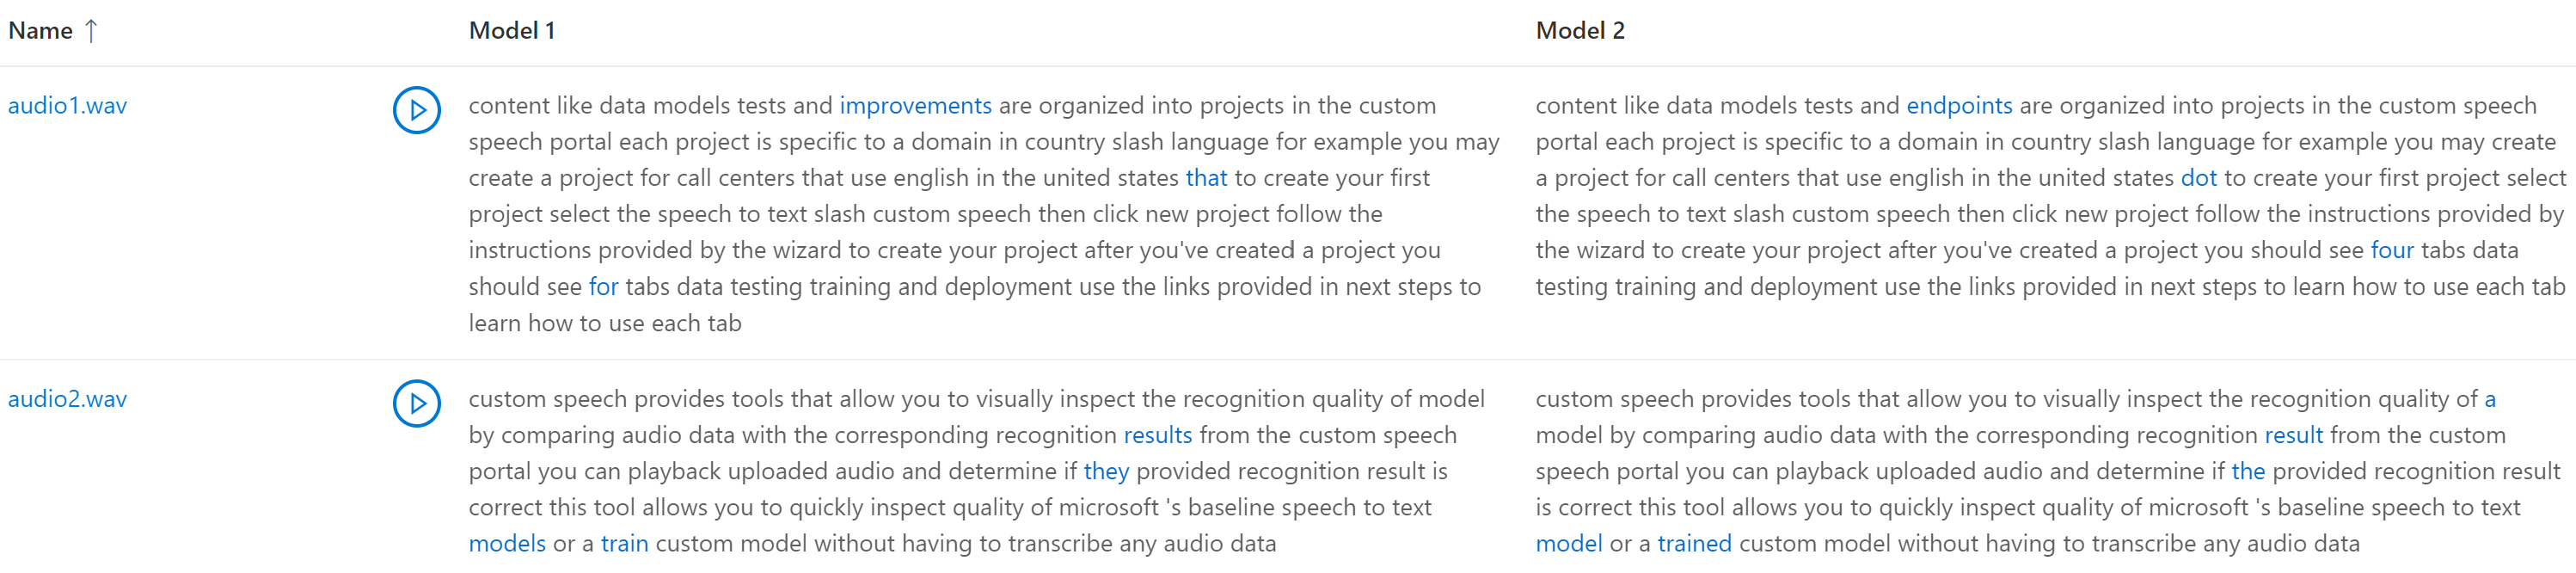 Name ↑
Model 1
Model 2
audio1.wav
content like data models tests and improvements are organized into projects in the custom
speech portal each project is specific to a domain in country slash language for example you may
create a project for call centers that use english in the united states that to create your first
project select the speech to text slash custom speech then click new project follow the
instructions provided by the wizard to create your project after you've created a project you
should see for tabs data testing training and deployment use the links provided in next steps to
learn how to use each tab
content like data models tests and endpoints are organized into projects in the custom speech
portal each project is specific to a domain in country slash language for example you may create
a project for call centers that use english in the united states dot to create your first project select
the speech to text slash custom speech then click new project follow the instructions provided by
the wizard to create your project after you've created a project you should see four tabs data
testing training and deployment use the links provided in next steps to learn how to use each tab
audio2.wav
custom speech provides tools that allow you to visually inspect the recognition quality of model
by comparing audio data with the corresponding recognition results from the custom speech
portal you can playback uploaded audio and determine if they provided recognition result is
correct this tool allows you to quickly inspect quality of microsoft 's baseline speech to text
models or a train custom model without having to transcribe any audio data
custom speech provides tools that allow you to visually inspect the recognition quality of a
model by comparing audio data with the corresponding recognition result from the custom
speech portal you can playback uploaded audio and determine if the provided recognition result
is correct this tool allows you to quickly inspect quality of microsoft 's baseline speech to text
model or a trained custom model without having to transcribe any audio data